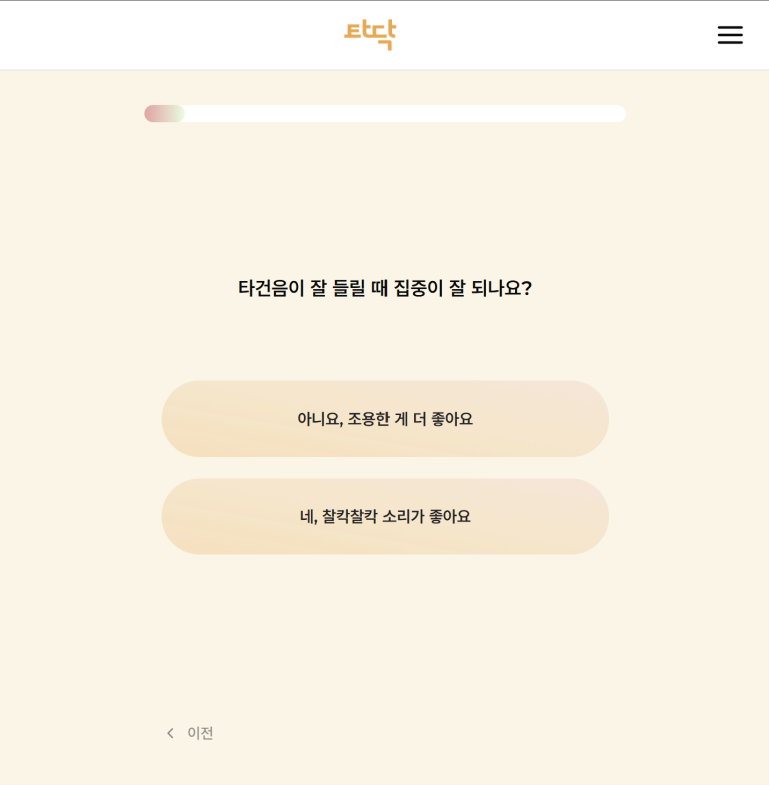 타닥
타건음이 잘 들릴 때 집중이 잘 되나요?
아니요, 조용한 게 더 좋아요
네, 찰칵찰칵 소리가 좋아요
이전